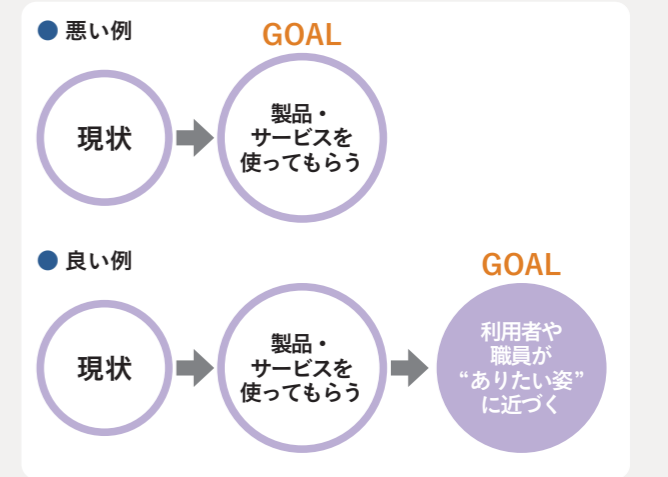 ● 悪い例
GOAL
現状
製品・
サービスを
使ってもらう
● 良い例
GOAL
現状
製品・
サービスを
使ってもらう
利用者や
職員が
“ありたい姿”
に近づく